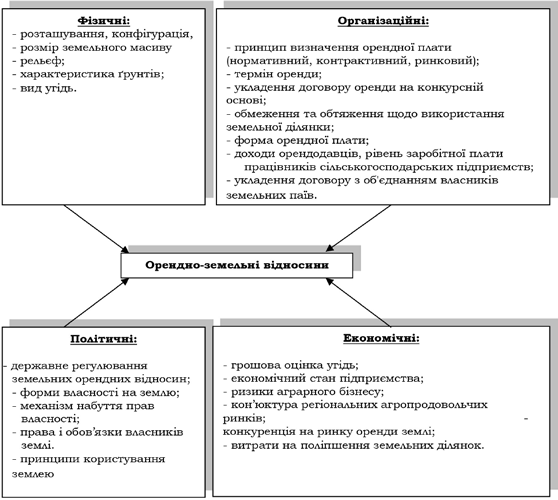 Фізичні:
- розташування, конфігурація,
- розмір земельного масиву
- рельєф;
- характеристика ґрунтів;
- вид угідь.
Організаційні:
- принцип визначення орендної плати
(нормативний, контрактивний, ринковий);
- термін оренди;
- укладення договору оренди на конкурсній
основі;
- обмеження та обтяження щодо використання
земельної ділянки;
- форма орендної плати;
- доходи орендодавців, рівень заробітної плати
працівників сільськогосподарських підприємств;
- укладення договору з об'єднанням власників
земельних паїв.
Орендно-земельні відносини
Політичні:
- державне регулювання
земельних орендних відносин;
- форми власності на землю;
- механізм набуття прав
власності;
- права і обов’язки власників
землі.
- принципи користування
землею
Економічні:
- грошова оцінка угідь;
- економічний стан підприємства;
- ризики аграрного бізнесу;
- кон’юктура регіональних агропродовольчих
ринків; -
конкуренція на ринку оренди землі;
- витрати на поліпшення земельних ділянок.